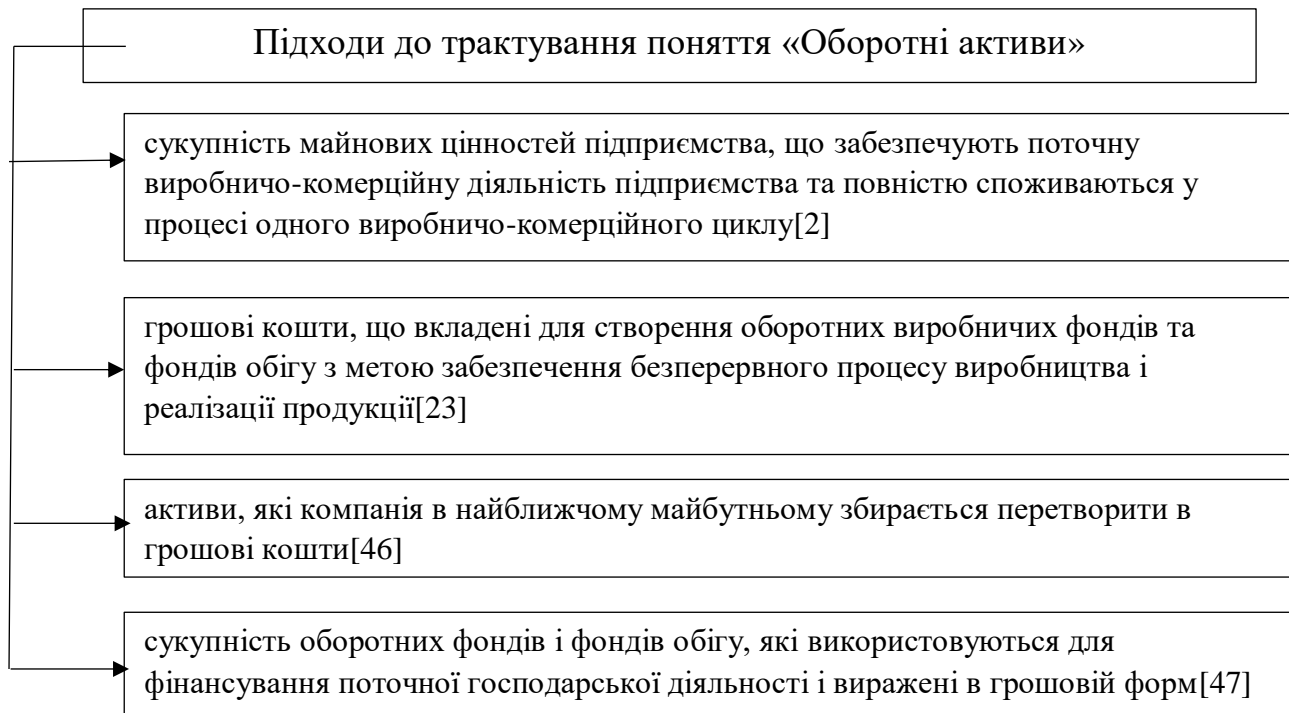 Підходи до трактування поняття «Оборотні активи»
сукупність майнових цінностей підприємства, що забезпечують поточну
виробничо-комерційну діяльність підприємства та повністю споживаються у
процесі одного виробничо-комерційного циклу[2]
грошові кошти, що вкладені для створення оборотних виробничих фондів та
фондів обігу з метою забезпечення безперервного процесу виробництва і
реалізації продукції[23]
активи, які компанія в найближчому майбутньому збирається перетворити в
грошові кошти[46]
сукупність оборотних фондів і фондів обігу, які використовуються для
фінансування поточної господарської діяльності і виражені в грошовій форм[47]